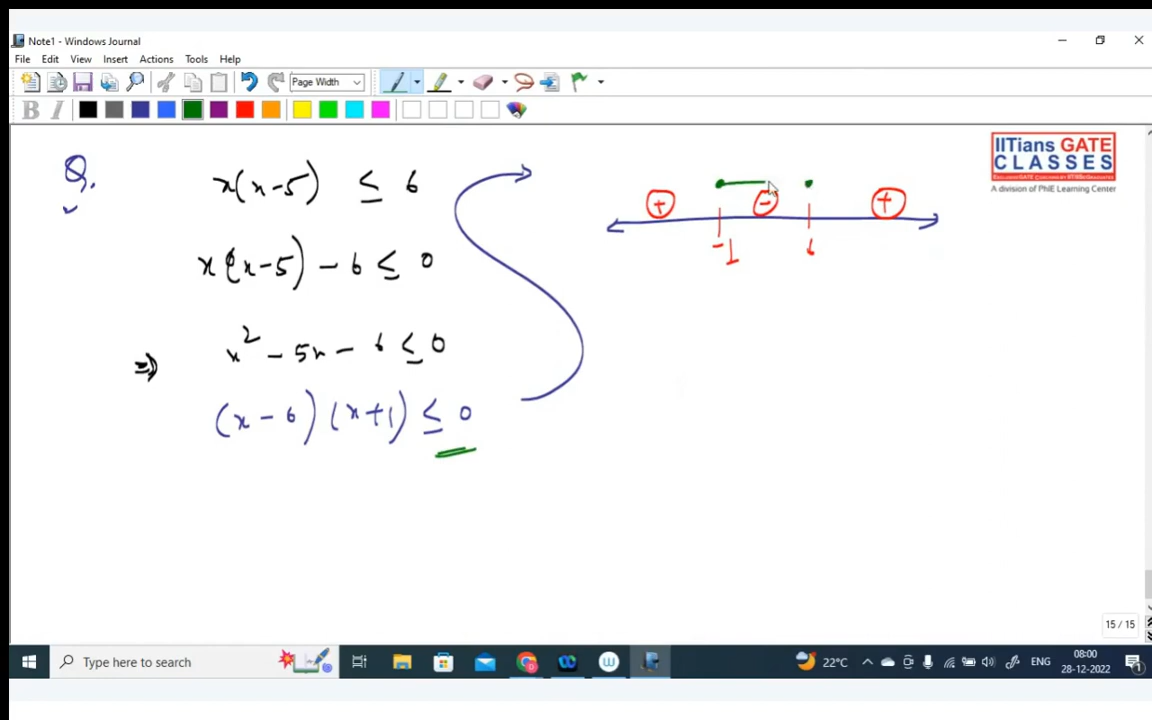 Note1 - Windows Journal
File Edit View Insert Actions Tools Help
Page Width
B I
Q.
x(x-5) ≤ 6
x(x-5) - 6 ≤ 0
⇒ x² - 5x - 6 ≤ 0
(x-6)(x+1) ≤ 0
+ - +
-1 6
IITians GATE
CLASSES
A division of PhIE Learning Center
15 / 15
Type here to search
22°C ENG
08:00
28-12-2022
1